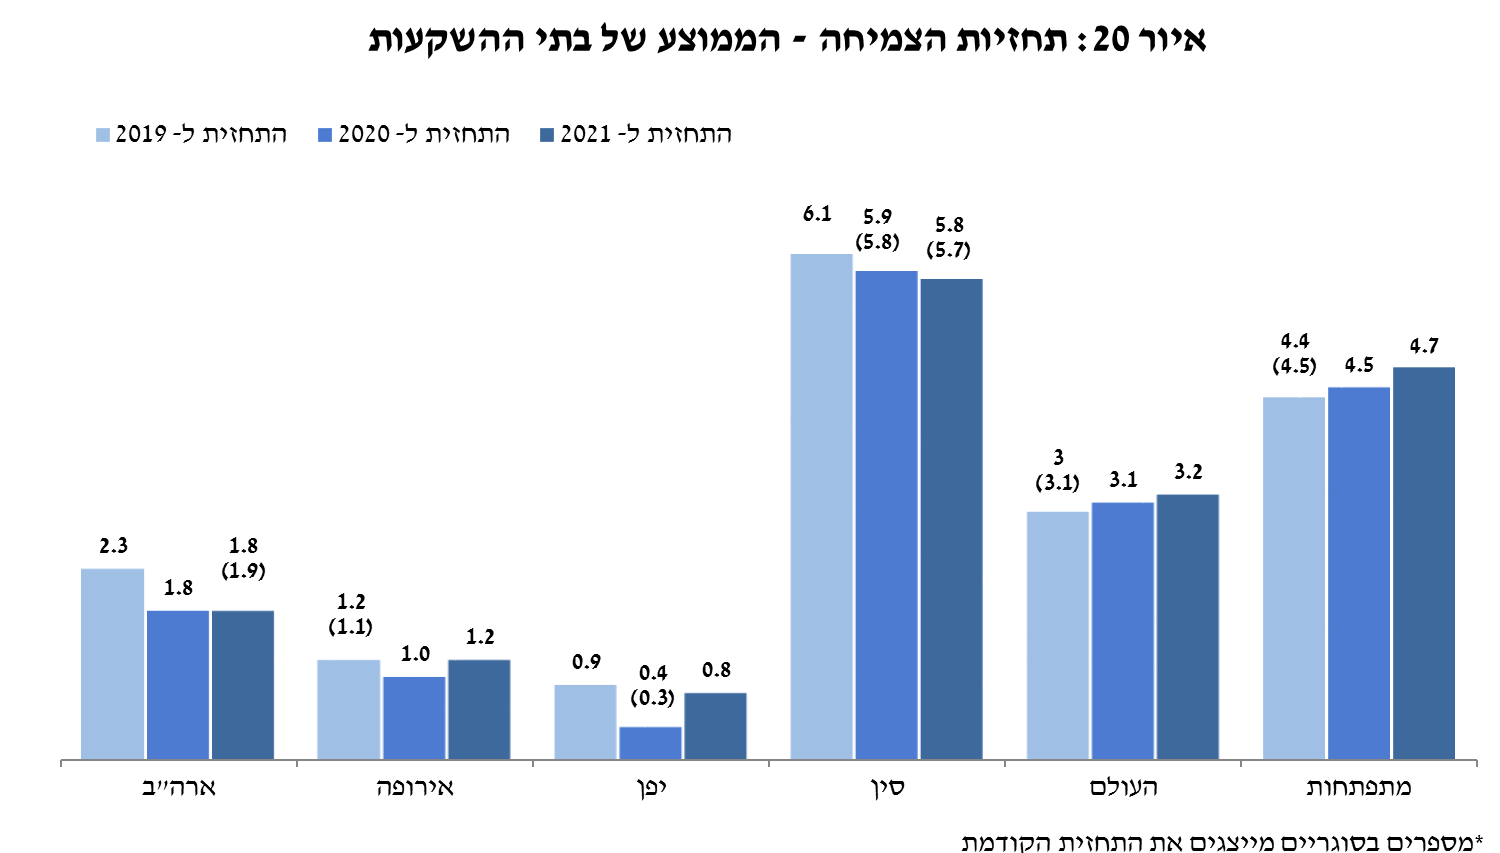 איור 20: תחזיות הצמיחה - הממוצע של בתי ההשקעות
התחזית ל- 2019
התחזית ל- 2020
התחזית ל- 2021
2.3
1.8
1.8
(1.9)
1.2
(1.1)
1.0
1.2
0.9
0.4
(0.3)
0.8
6.1
5.9
(5.8)
5.8
(5.7)
3
(3.1)
3.1
3.2
4.4
(4.5)
4.5
4.7
ארה״ב
אירופה
יפן
סין
העולם
מתפתחות
*מספרים בסוגריים מייצגים את התחזית הקודמת